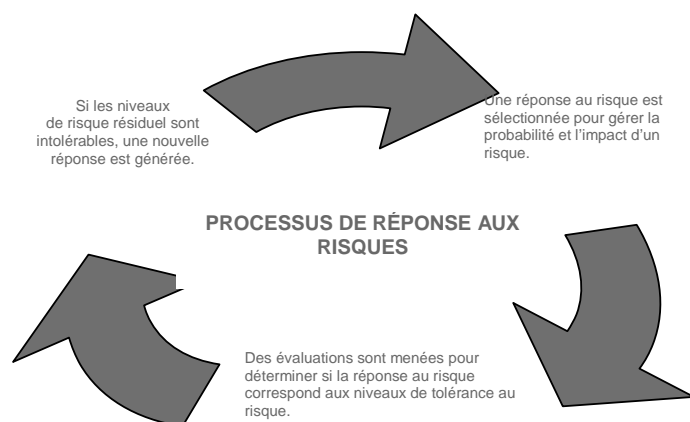 Si les niveaux
de risque résiduel sont
intolérables, une nouvelle
réponse est générée.
Une réponse au risque est
sélectionnée pour gérer la
probabilité et l'impact d'un
risque.
PROCESSUS DE RÉPONSE AUX
RISQUES
Des évaluations sont menées pour
déterminer si la réponse au risque
correspond aux niveaux de tolérance au
risque.